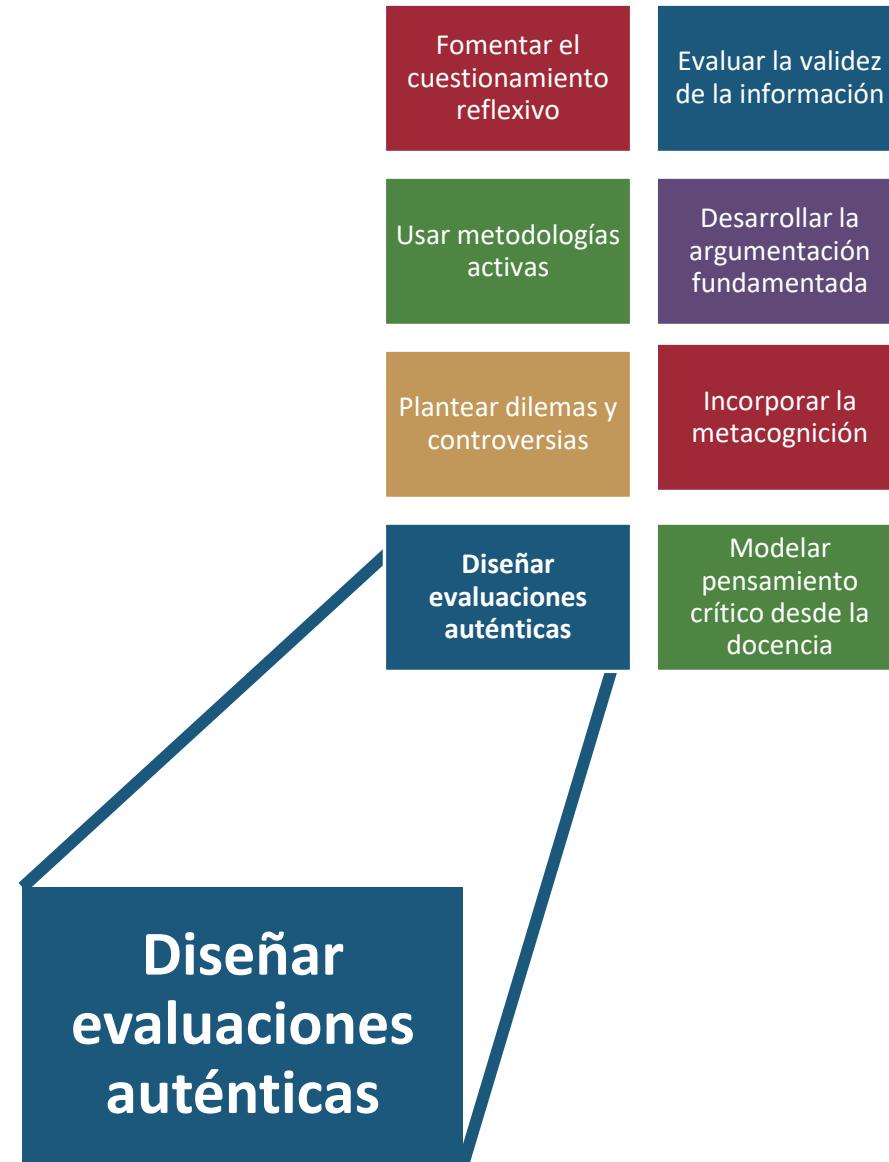 Fomentar el
cuestionamiento
reflexivo
Evaluar la validez
de la información
Usar metodologías
activas
Desarrollar la
argumentación
fundamentada
Plantear dilemas y
controversias
Incorporar la
metacognición
Diseñar
evaluaciones
auténticas
Modelar
pensamiento
crítico desde la
docencia
Diseñar
evaluaciones
auténticas